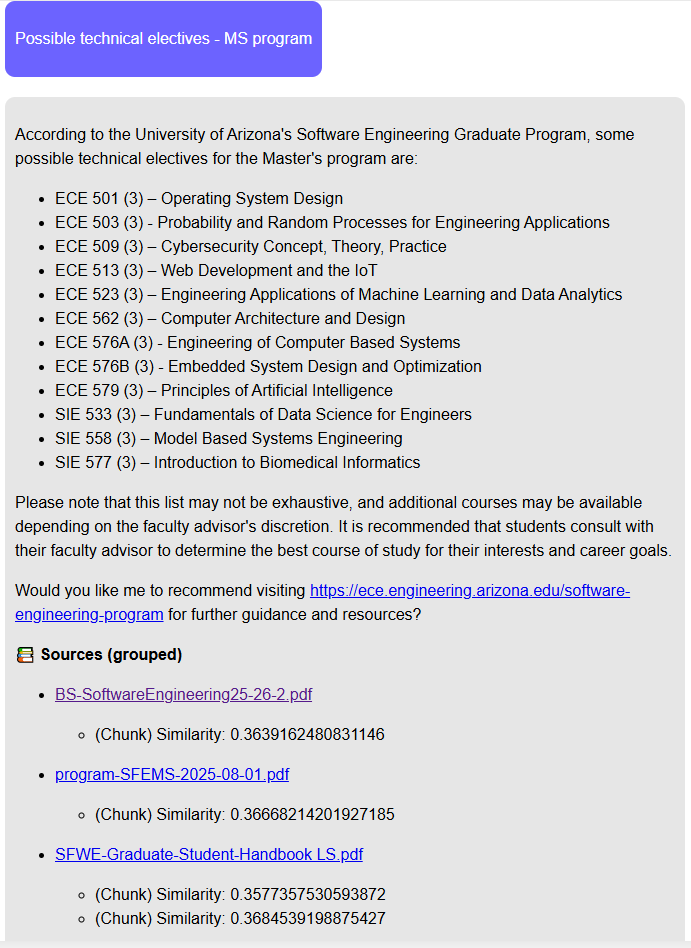 Possible technical electives - MS program
According to the University of Arizona's Software Engineering Graduate Program, some
possible technical electives for the Master's program are:
• ECE 501 (3) – Operating System Design
• ECE 503 (3) - Probability and Random Processes for Engineering Applications
• ECE 509 (3) – Cybersecurity Concept, Theory, Practice
• ECE 513 (3) – Web Development and the IoT
• ECE 523 (3) – Engineering Applications of Machine Learning and Data Analytics
• ECE 562 (3) – Computer Architecture and Design
• ECE 576A (3) - Engineering of Computer Based Systems
• ECE 576B (3) - Embedded System Design and Optimization
• ECE 579 (3) – Principles of Artificial Intelligence
• SIE 533 (3) – Fundamentals of Data Science for Engineers
• SIE 558 (3) – Model Based Systems Engineering
• SIE 577 (3) – Introduction to Biomedical Informatics
Please note that this list may not be exhaustive, and additional courses may be available
depending on the faculty advisor's discretion. It is recommended that students consult with
their faculty advisor to determine the best course of study for their interests and career goals.
Would you like me to recommend visiting https://ece.engineering.arizona.edu/software-
engineering-program for further guidance and resources?
📚 Sources (grouped)
• BS-SoftwareEngineering25-26-2.pdf
◦ (Chunk) Similarity: 0.3639162480831146
• program-SFEMS-2025-08-01.pdf
◦ (Chunk) Similarity: 0.36668214201927185
• SFWE-Graduate-Student-Handbook LS.pdf
◦ (Chunk) Similarity: 0.3577357530593872
◦ (Chunk) Similarity: 0.3684539198875427